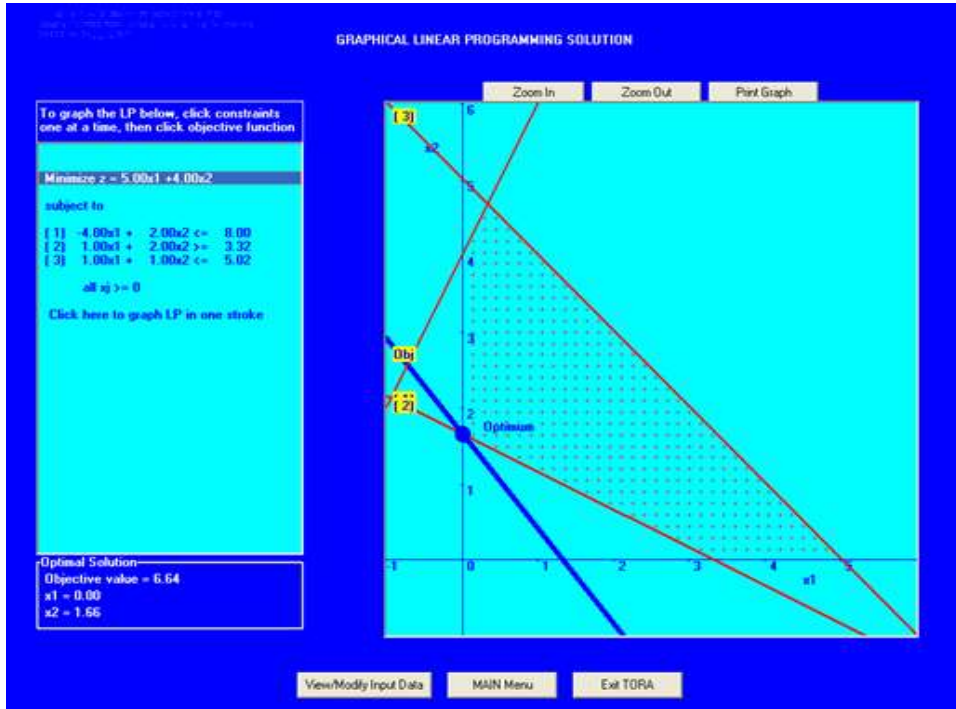 GRAPHICAL LINEAR PROGRAMMING SOLUTION
Zoom In Zoom Out Print Graph
To graph the LP below, click constraints
one at a time, then click objective function
Minimize z = 5.00x1 +4.00x2
subject to
( 1) -4.00x1 + 2.00x2 <= 8.00
( 2) 1.00x1 + 2.00x2 >= 3.32
( 3) 1.00x1 + 1.00x2 <= 5.02
all xj >= 0
Click here to graph LP in one stroke
Optimal Solution
Objective value = 6.64
x1 = 0.00
x2 = 1.66
( 3)
6
x2
5
4
3
Obj
( 2)
2
Optimum
1
-1 0 1 2 3 4 5
x1
View/Modify Input Data MAIN Menu Exit TORA